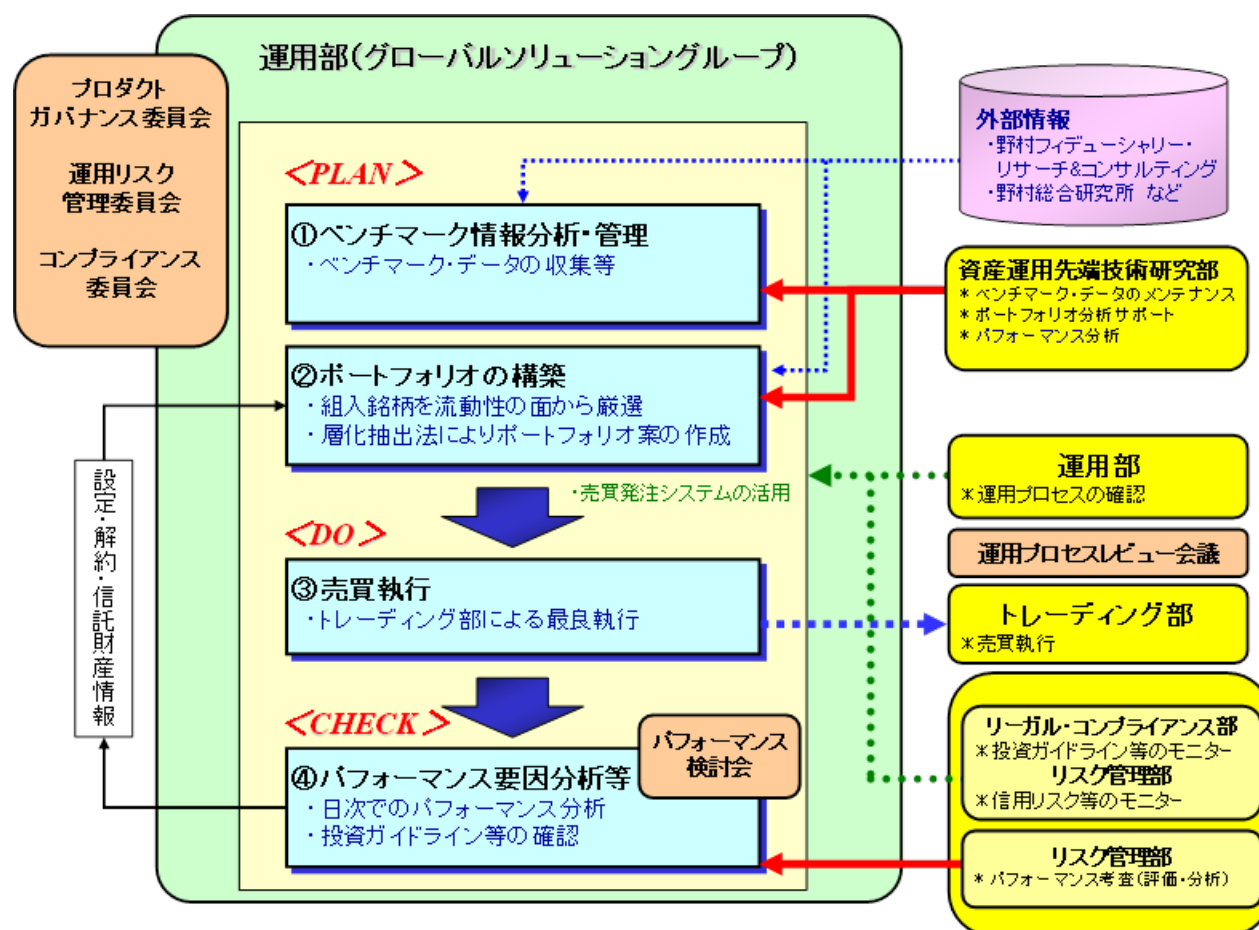 運用部(グローバルソリューショングループ)
プロダクト
ガバナンス委員会
運用リスク
管理委員会
コンプライアンス
委員会
<PLAN>
①ベンチマーク情報分析・管理
・ベンチマーク・データの収集等
②ポートフォリオの構築
・組入銘柄を流動性の面から厳選
・層化抽出法によりポートフォリオ案の作成
・売買発注システムの活用
<DO>
③売買執行
・トレーディング部による最良執行
<CHECK>
パフォーマンス
検討会
④パフォーマンス要因分析等
・日次でのパフォーマンス分析
・投資ガイドライン等の確認
設定・解約・信託財産情報
外部情報
・野村フィデューシャリー・
リサーチ&コンサルティング
・野村総合研究所 など
資産運用先端技術研究部
＊ベンチマーク・データのメンテナンス
＊ポートフォリオ分析サポート
＊パフォーマンス分析
運用部
＊運用プロセスの確認
運用プロセスレビュー会議
トレーディング部
＊売買執行
リーガル・コンプライアンス部
＊投資ガイドライン等のモニター
リスク管理部
＊信用リスク等のモニター
リスク管理部
＊パフォーマンス考査(評価・分析)